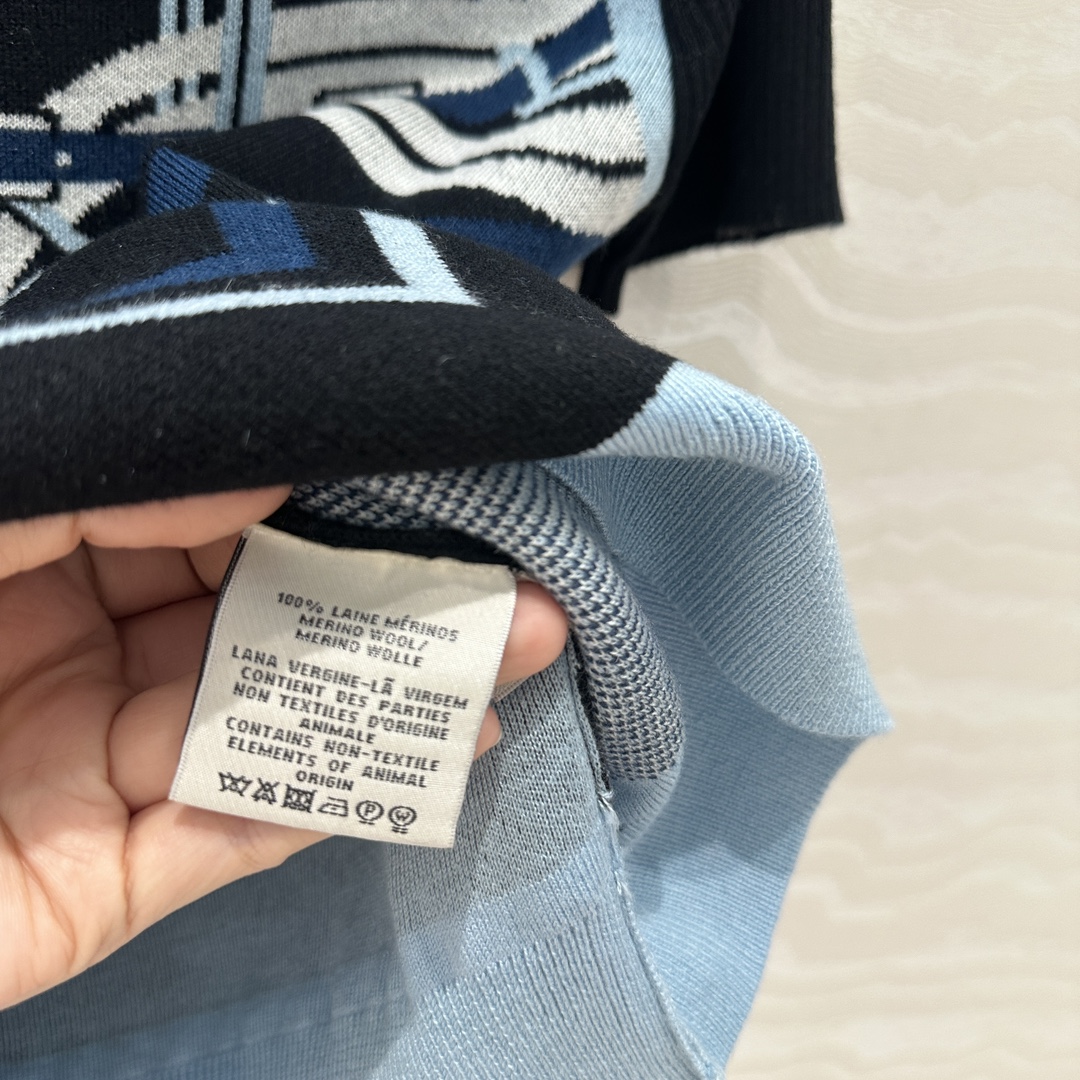 100% LAINE MÉRINOS
MERINO WOOL/
MERINO WOLLE
LANA VERGINE-LÃ VIRGEM
CONTIENT DES PARTIES
NON TEXTILES D'ORIGINE
ANIMALE
CONTAINS NON-TEXTILE
ELEMENTS OF ANIMAL
ORIGIN
P W